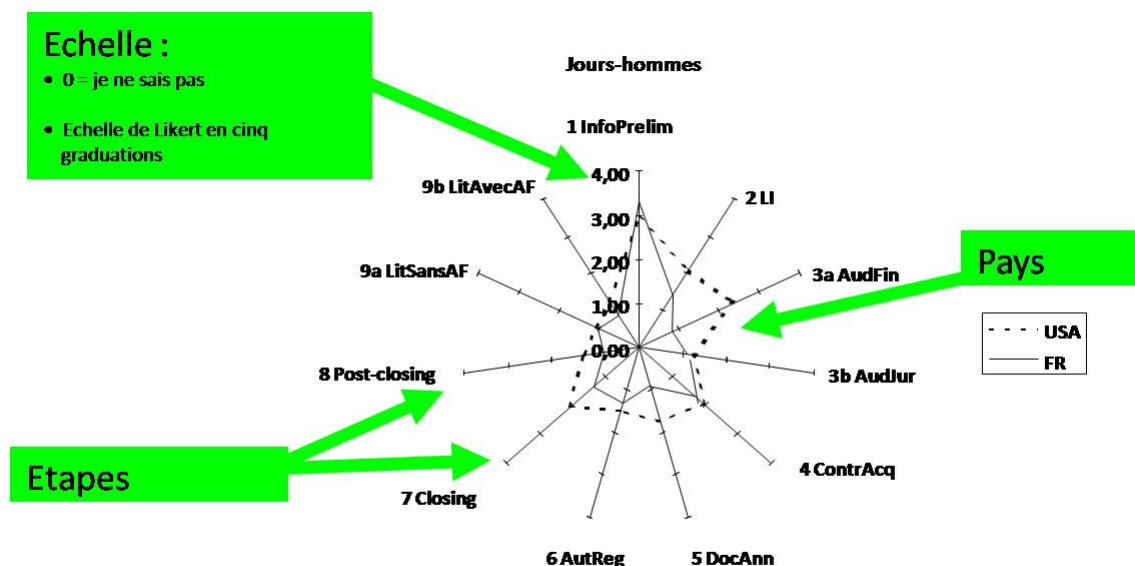 Echelle :
• 0 = je ne sais pas
• Echelle de Likert en cinq
graduations
Jours-hommes
1 InfoPrelim
4,00
3,00
2,00
1,00
0,00
2 LI
3a AudFin
3b AudJur
4 ContrAcq
5 DocAnn
6 AutReg
7 Closing
8 Post-closing
9a LitSansAF
9b LitAvecAF
Pays
USA
FR
Etapes